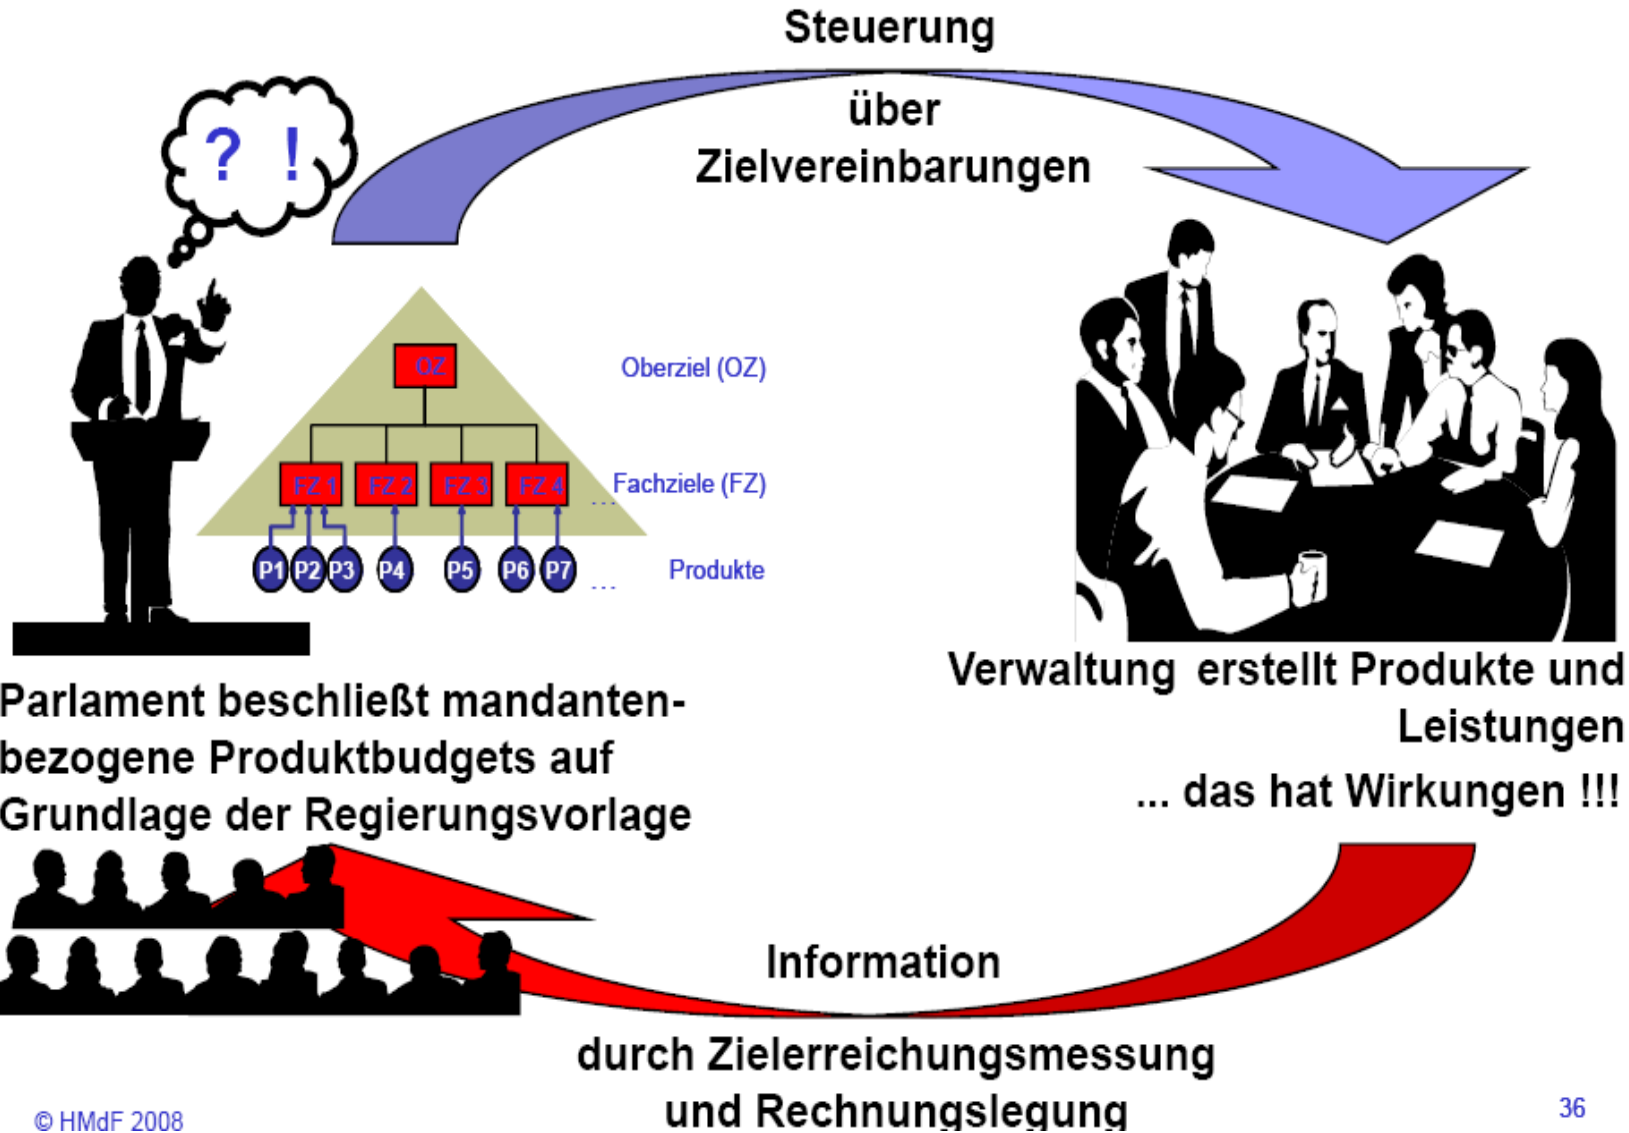 Steuerung
über
Zielvereinbarungen
? !
OZ
Oberziel (OZ)
FZ 1 FZ 2 FZ 3 FZ 4 ... Fachziele (FZ)
P1 P2 P3 P4 P5 P6 P7 ... Produkte
Parlament beschließt mandanten-
bezogene Produktbudgets auf
Grundlage der Regierungsvorlage
Verwaltung erstellt Produkte und
Leistungen
... das hat Wirkungen !!!
Information
durch Zielerreichungsmessung
und Rechnungslegung
© HMdF 2008
36